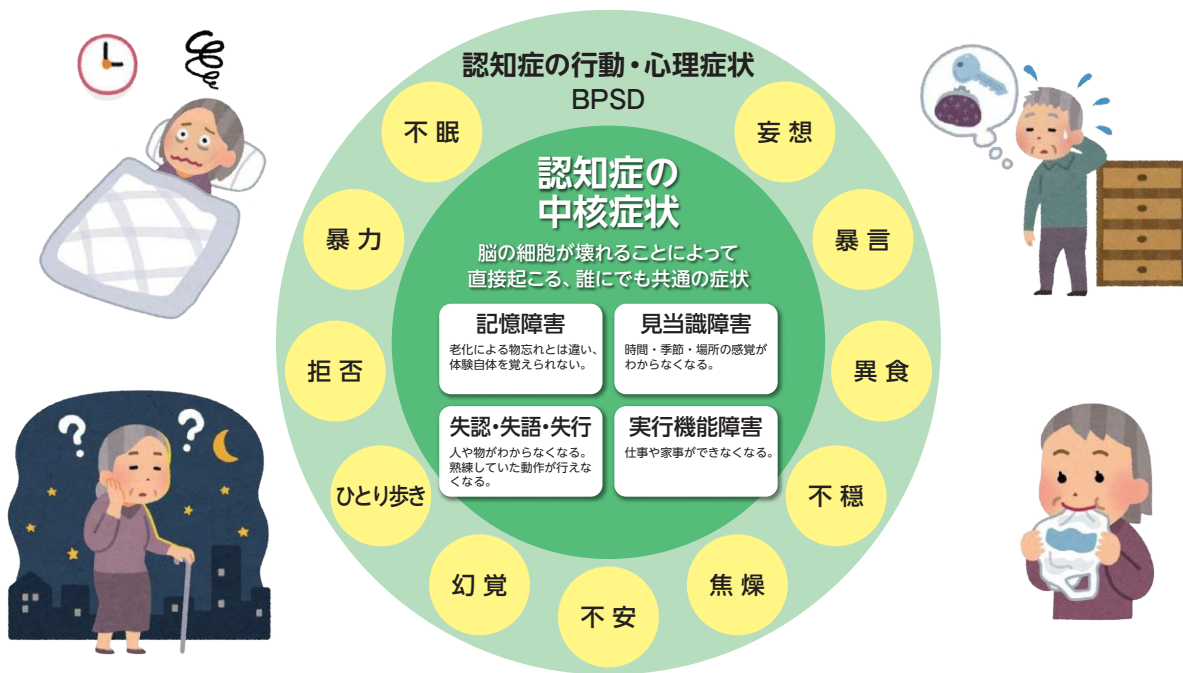 認知症の行動・心理症状
BPSD
不眠
妄想
暴力
暴言
拒否
異食
ひとり歩き
不穏
幻覚
焦燥
不安
認知症の
中核症状
脳の細胞が壊れることによって
直接起こる、誰にでも共通の症状
記憶障害
老化による物忘れとは違い、
体験自体を覚えられない。
見当識障害
時間・季節・場所の感覚が
わからなくなる。
失認・失語・失行
人や物がわからなくなる。
熟練していた動作が行えな
くなる。
実行機能障害
仕事や家事ができなくなる。
?
?